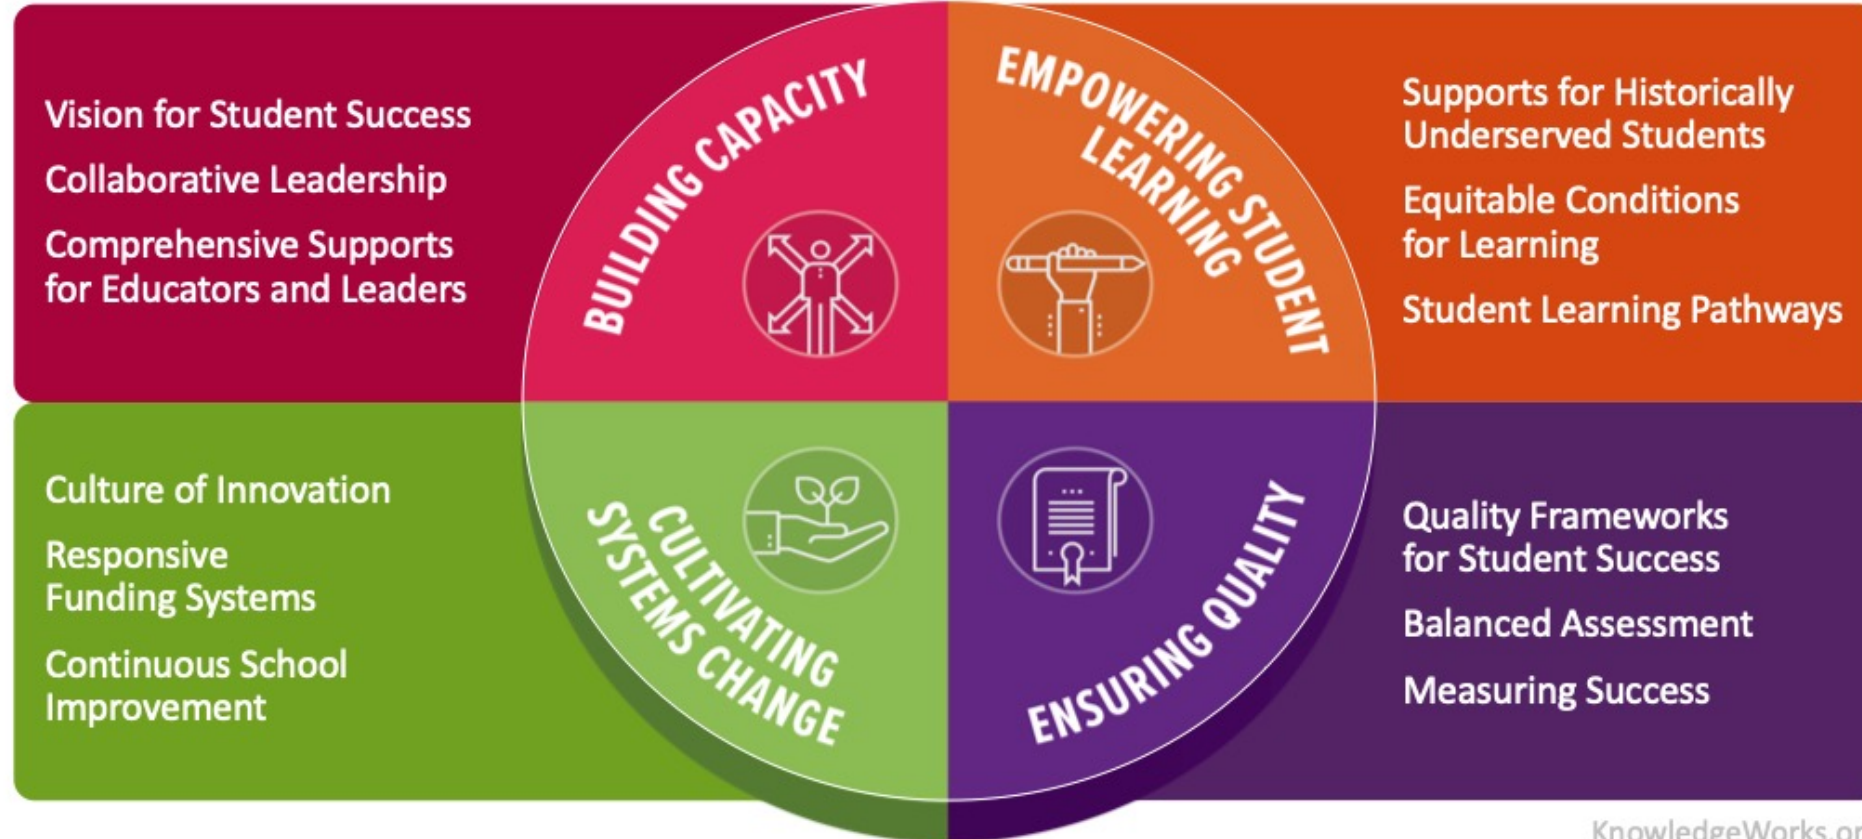 Vision for Student Success
Collaborative Leadership
Comprehensive Supports
for Educators and Leaders
BUILDING CAPACITY
EMPOWERING STUDENT
LEARNING
Supports for Historically
Underserved Students
Equitable Conditions
for Learning
Student Learning Pathways
Culture of Innovation
Responsive
Funding Systems
Continuous School
Improvement
CULTIVATING
SYSTEMS CHANGE
ENSURING QUALITY
Quality Frameworks
for Student Success
Balanced Assessment
Measuring Success
KnowledgeWorks.or